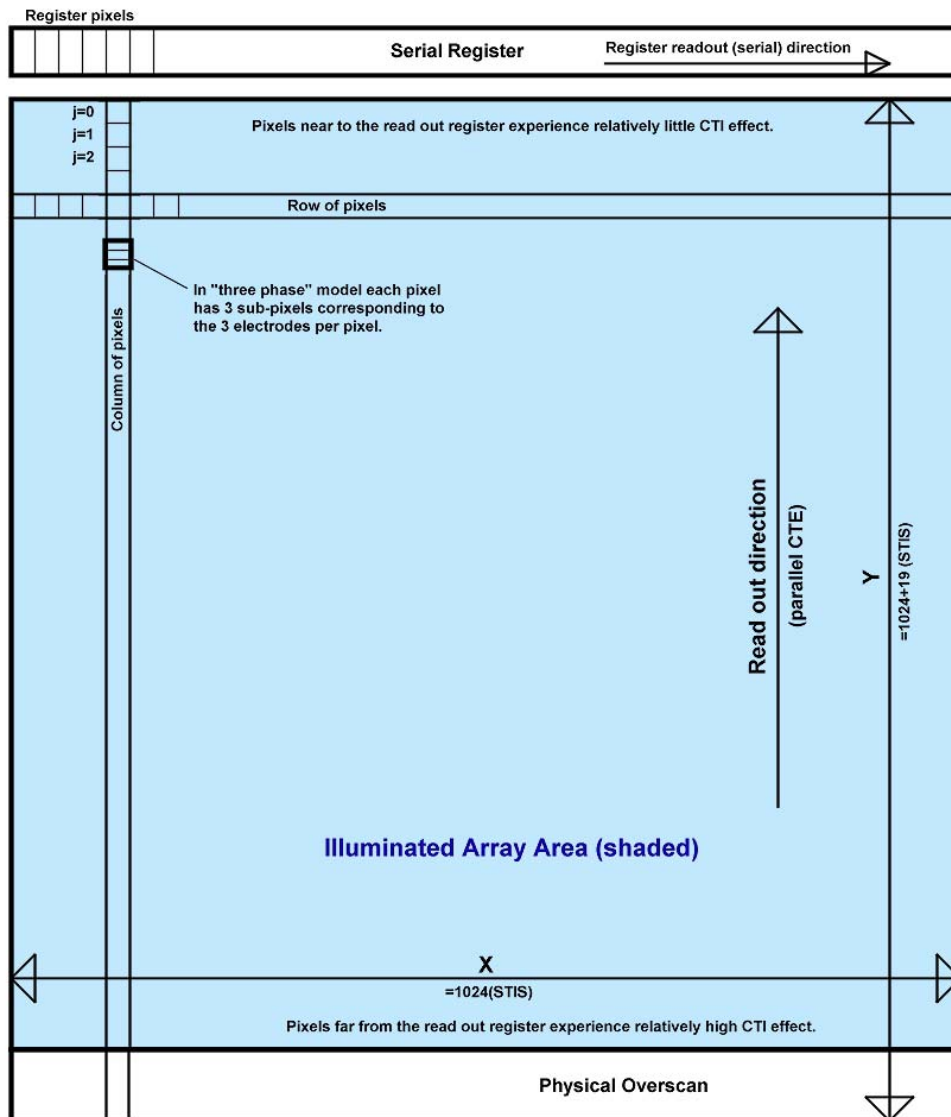 Register pixels
Serial Register
Register readout (serial) direction
j=0
j=1
j=2
Pixels near to the read out register experience relatively little CTI effect.
Row of pixels
In "three phase" model each pixel
has 3 sub-pixels corresponding to
the 3 electrodes per pixel.
Column of pixels
Read out direction
(parallel CTE)
Y
=1024+19 (STIS)
Illuminated Array Area (shaded)
X
=1024(STIS)
Pixels far from the read out register experience relatively high CTI effect.
Physical Overscan